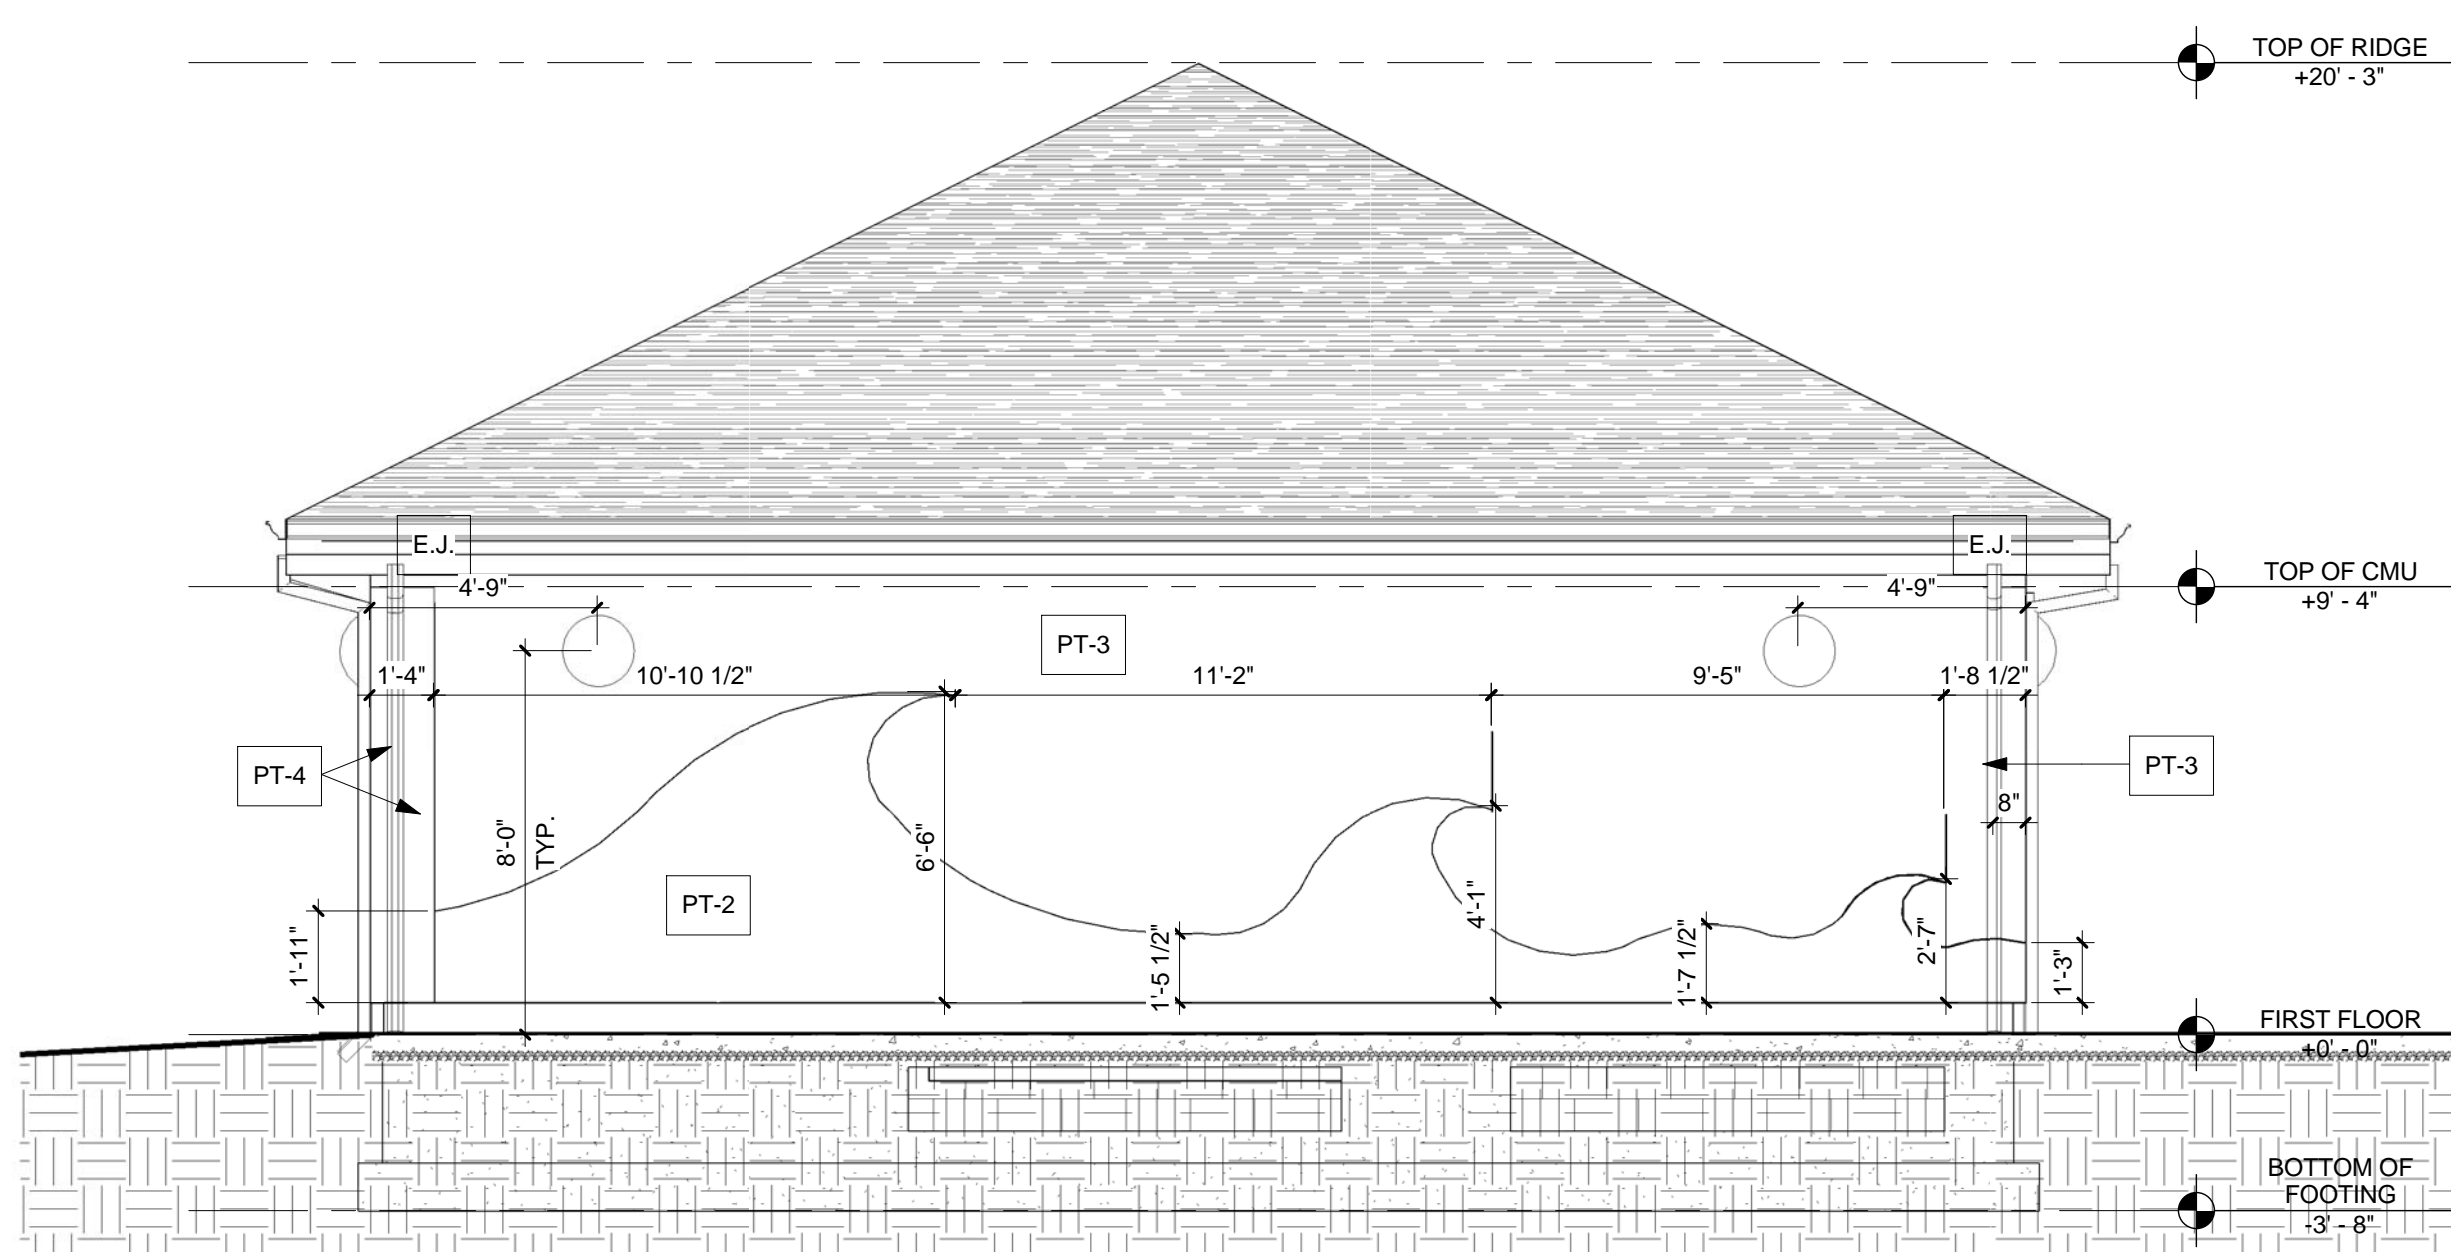 TOP OF RIDGE
+20' - 3"
E.J.
E.J.
4'-9"
4'-9"
TOP OF CMU
+9' - 4"
PT-3
1'-4"
10'-10 1/2"
11'-2"
9'-5"
1'-8 1/2"
PT-4
PT-3
8"
8'-0"
TYP.
6'-6"
PT-2
4'-1"
1'-11"
1'-5 1/2"
1'-7 1/2"
2'-7"
1'-3"
FIRST FLOOR
+0' - 0"
BOTTOM OF
FOOTING
-3' - 8"